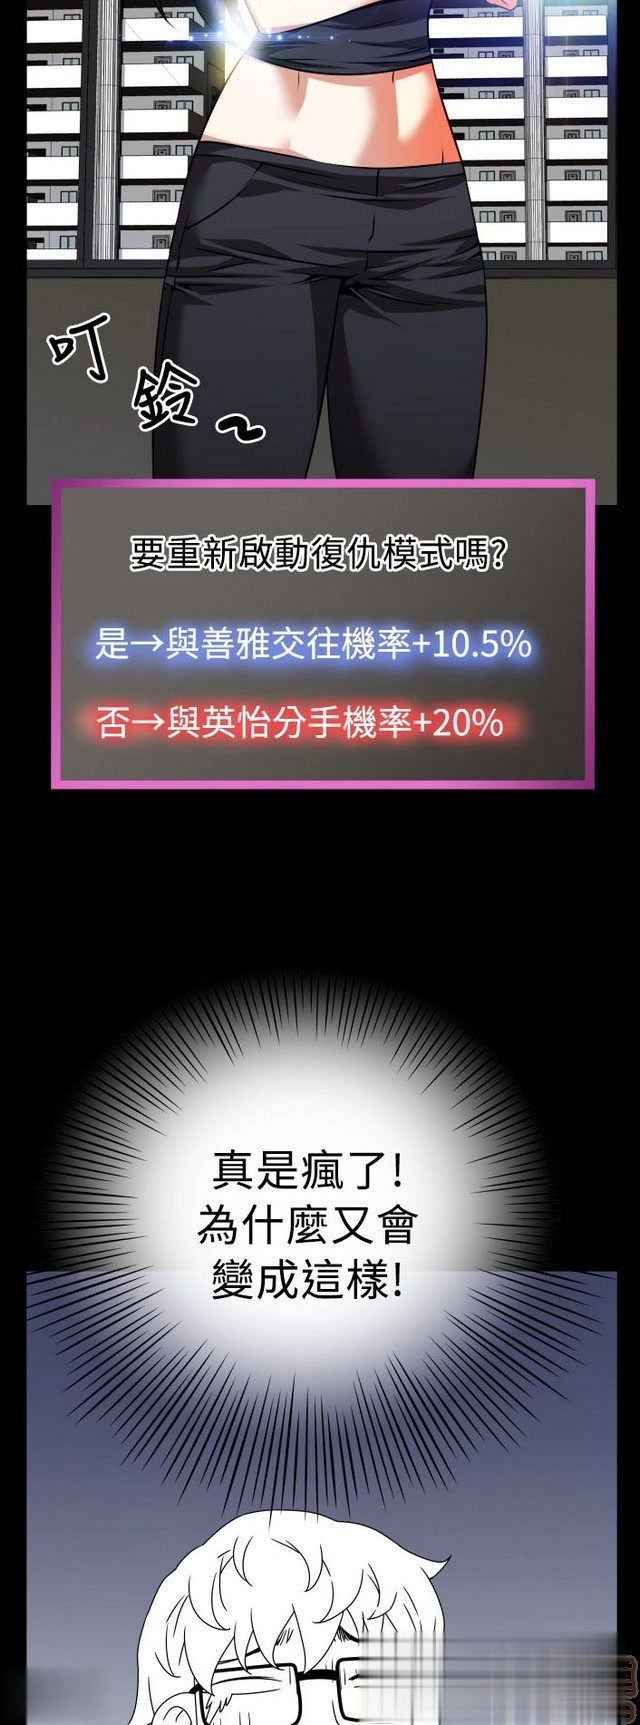 叮鈴~
要重新啟動復仇模式嗎?
是→與善雅交往機率+10.5%
否→與英怡分手機率+20%
真是瘋了!
為什麼又會
變成這樣!